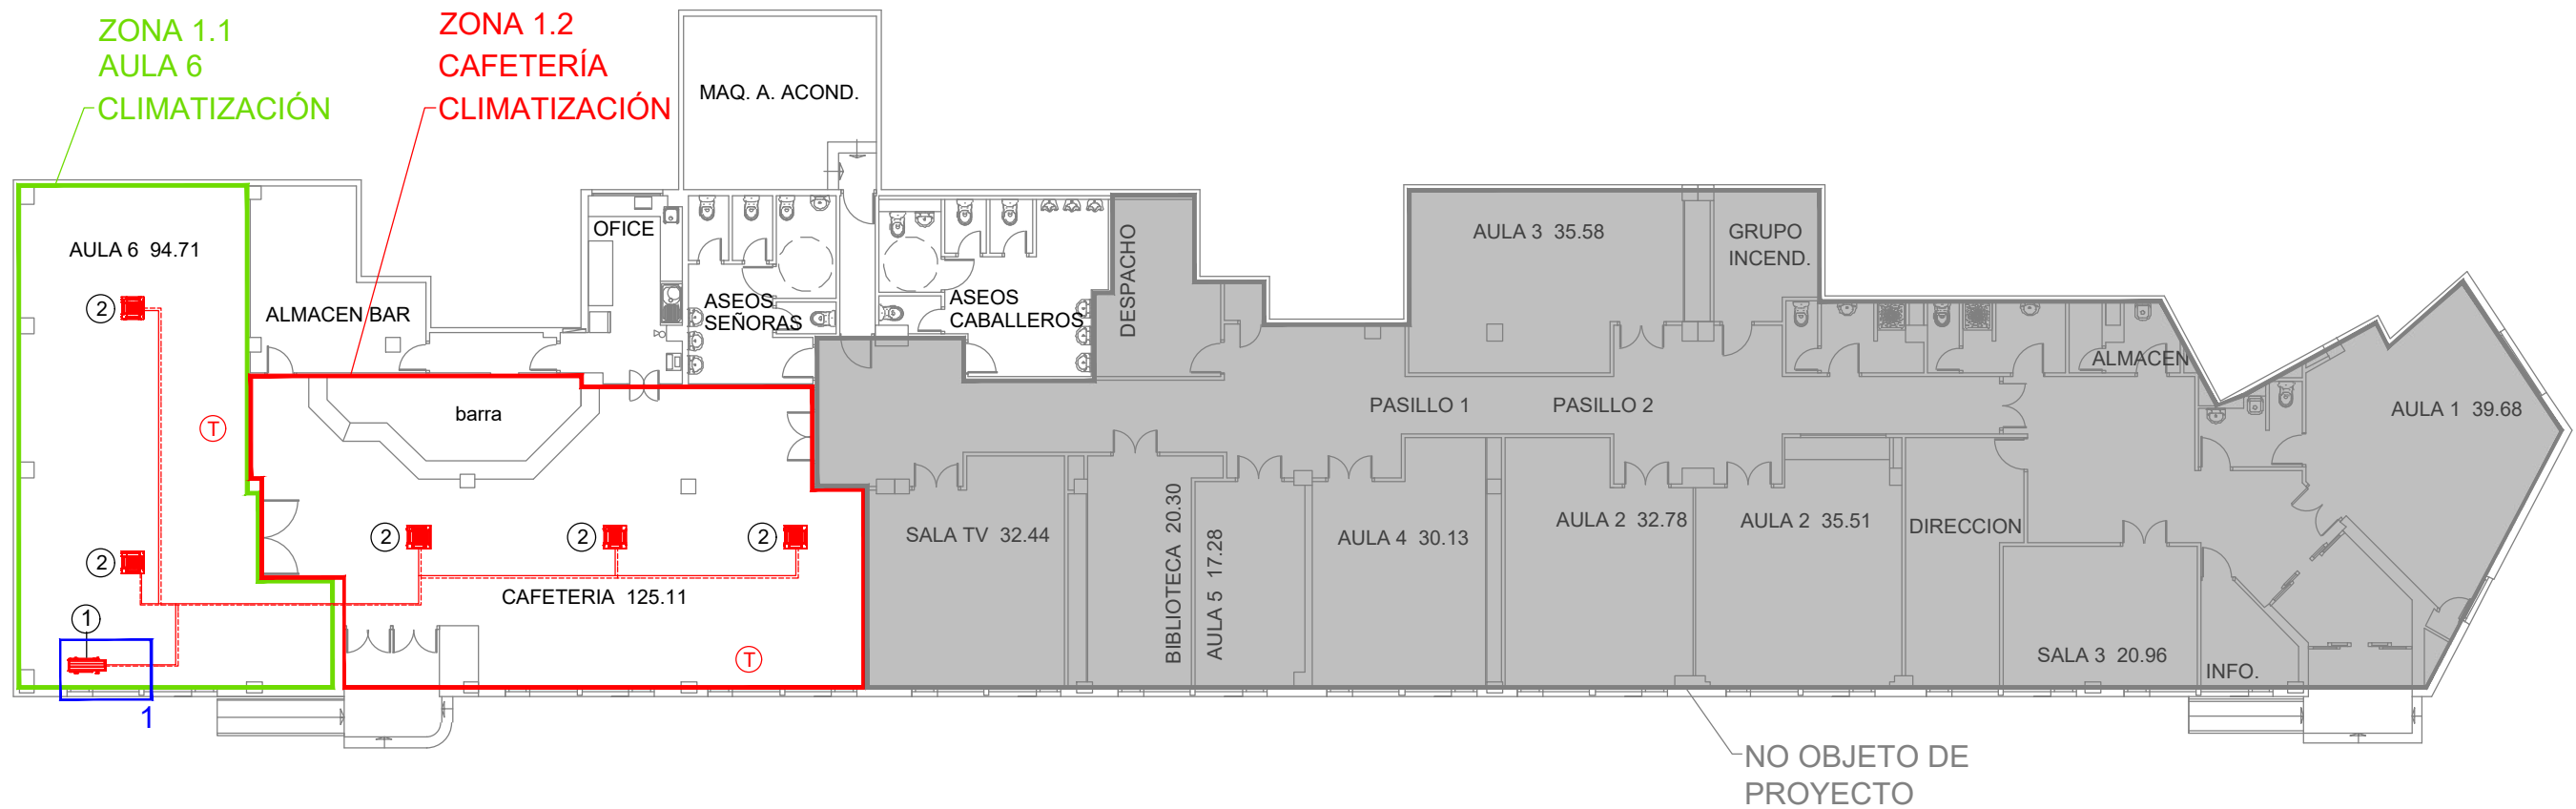 ZONA 1.1
AULA 6
CLIMATIZACIÓN
ZONA 1.2
CAFETERÍA
CLIMATIZACIÓN
MAQ. A. ACOND.
AULA 6 94.71
2
ALMACEN BAR
OFICE
ASEOS
SEÑORAS
ASEOS
CABALLEROS
DESPACHO
AULA 3 35.58
GRUPO
INCEND.
ALMACEN
AULA 1 39.68
barra
T
PASILLO 1
PASILLO 2
2
2
2
2
CAFETERIA 125.11
SALA TV 32.44
BIBLIOTECA 20.30
AULA 5 17.28
AULA 4 30.13
AULA 2 32.78
AULA 2 35.51
DIRECCION
SALA 3 20.96
INFO.
1
T
1
NO OBJETO DE
PROYECTO